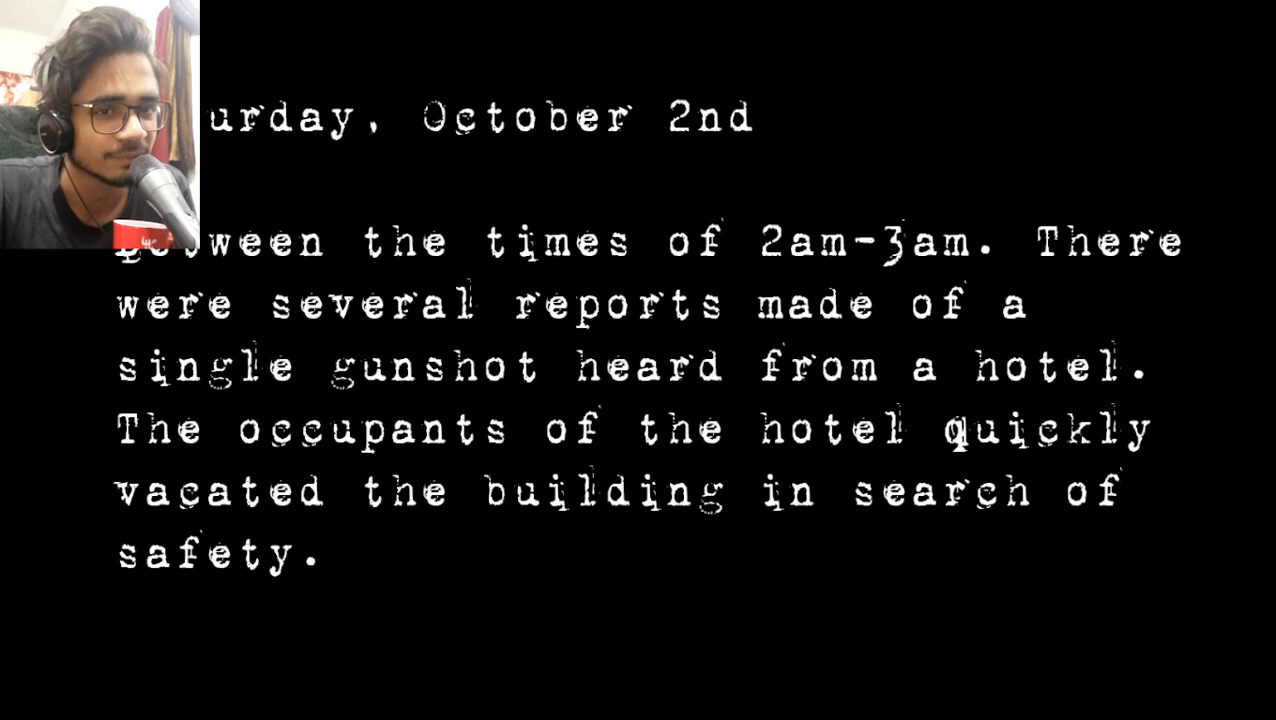 urday, October 2nd
Between the times of 2am-3am. There
were several reports made of a
single gunshot heard from a hotel.
The occupants of the hotel quickly
vacated the building in search of
safety.